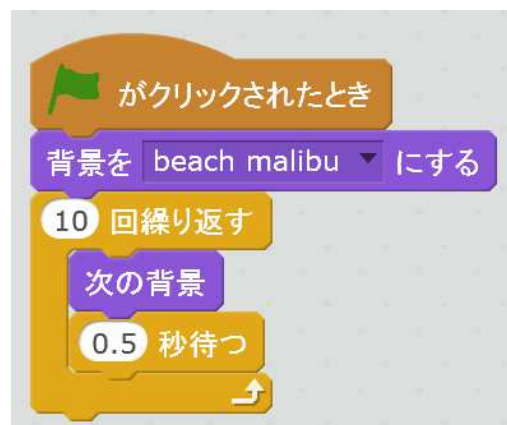 がクリックされたとき
背景を beach malibu にする
10 回繰り返す
次の背景
0.5 秒待つ